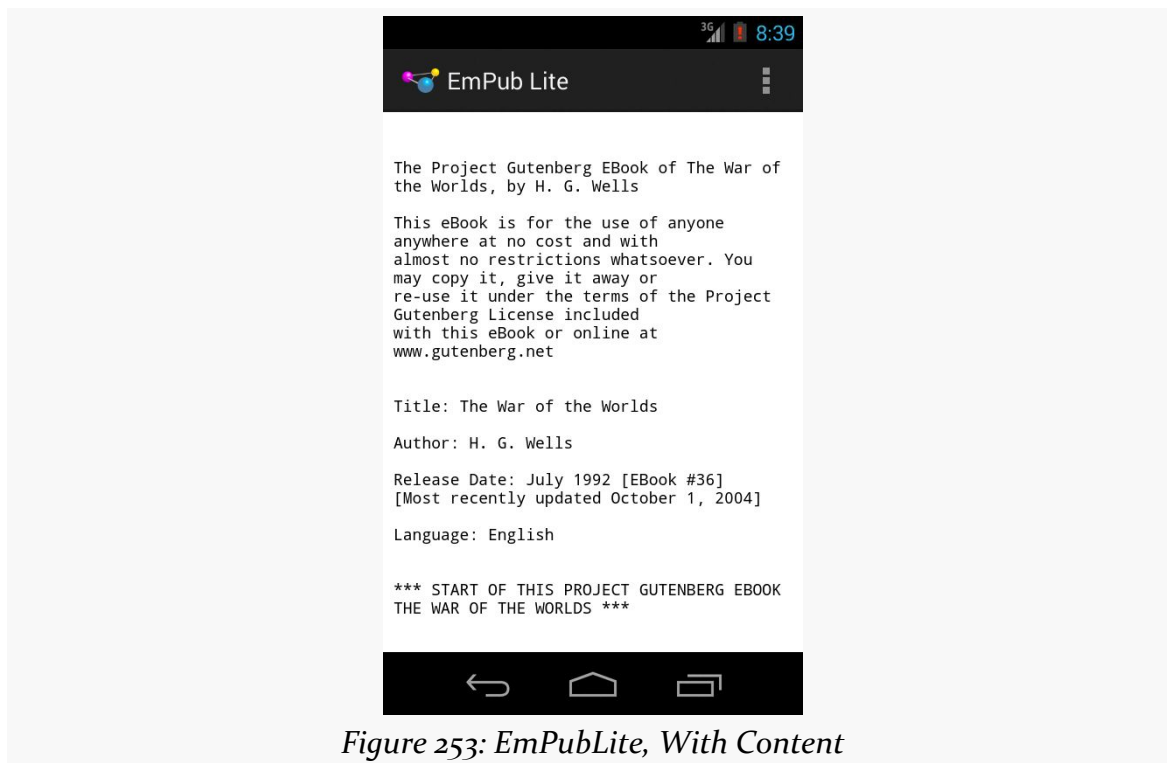 3G
8:39
EmPub Lite
The Project Gutenberg EBook of The War of
the Worlds, by H. G. Wells
This eBook is for the use of anyone
anywhere at no cost and with
almost no restrictions whatsoever. You
may copy it, give it away or
re-use it under the terms of the Project
Gutenberg License included
with this eBook or online at
www.gutenberg.net
Title: The War of the Worlds
Author: H. G. Wells
Release Date: July 1992 [EBook #36]
[Most recently updated October 1, 2004]
Language: English
*** START OF THIS PROJECT GUTENBERG EBOOK
THE WAR OF THE WORLDS ***
Figure 253: EmPubLite, With Content